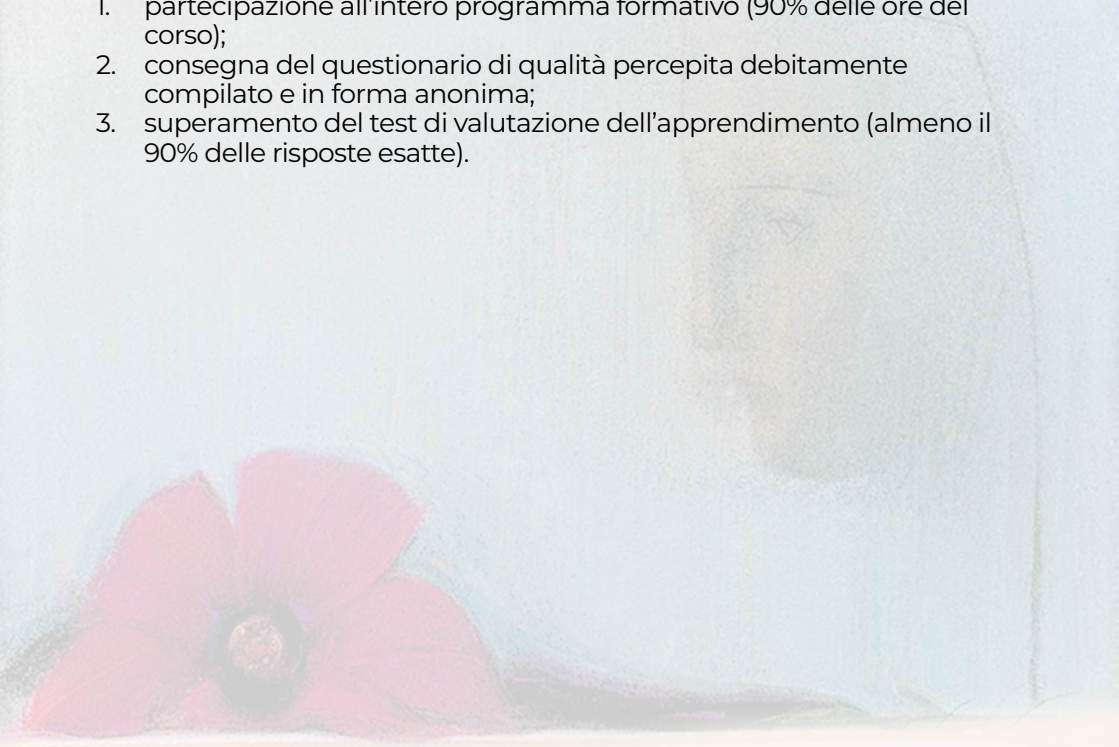 1. partecipazione all'intero programma formativo (90% delle ore del
corso);
2. consegna del questionario di qualità percepita debitamente
compilato e in forma anonima;
3. superamento del test di valutazione dell’apprendimento (almeno il
90% delle risposte esatte).